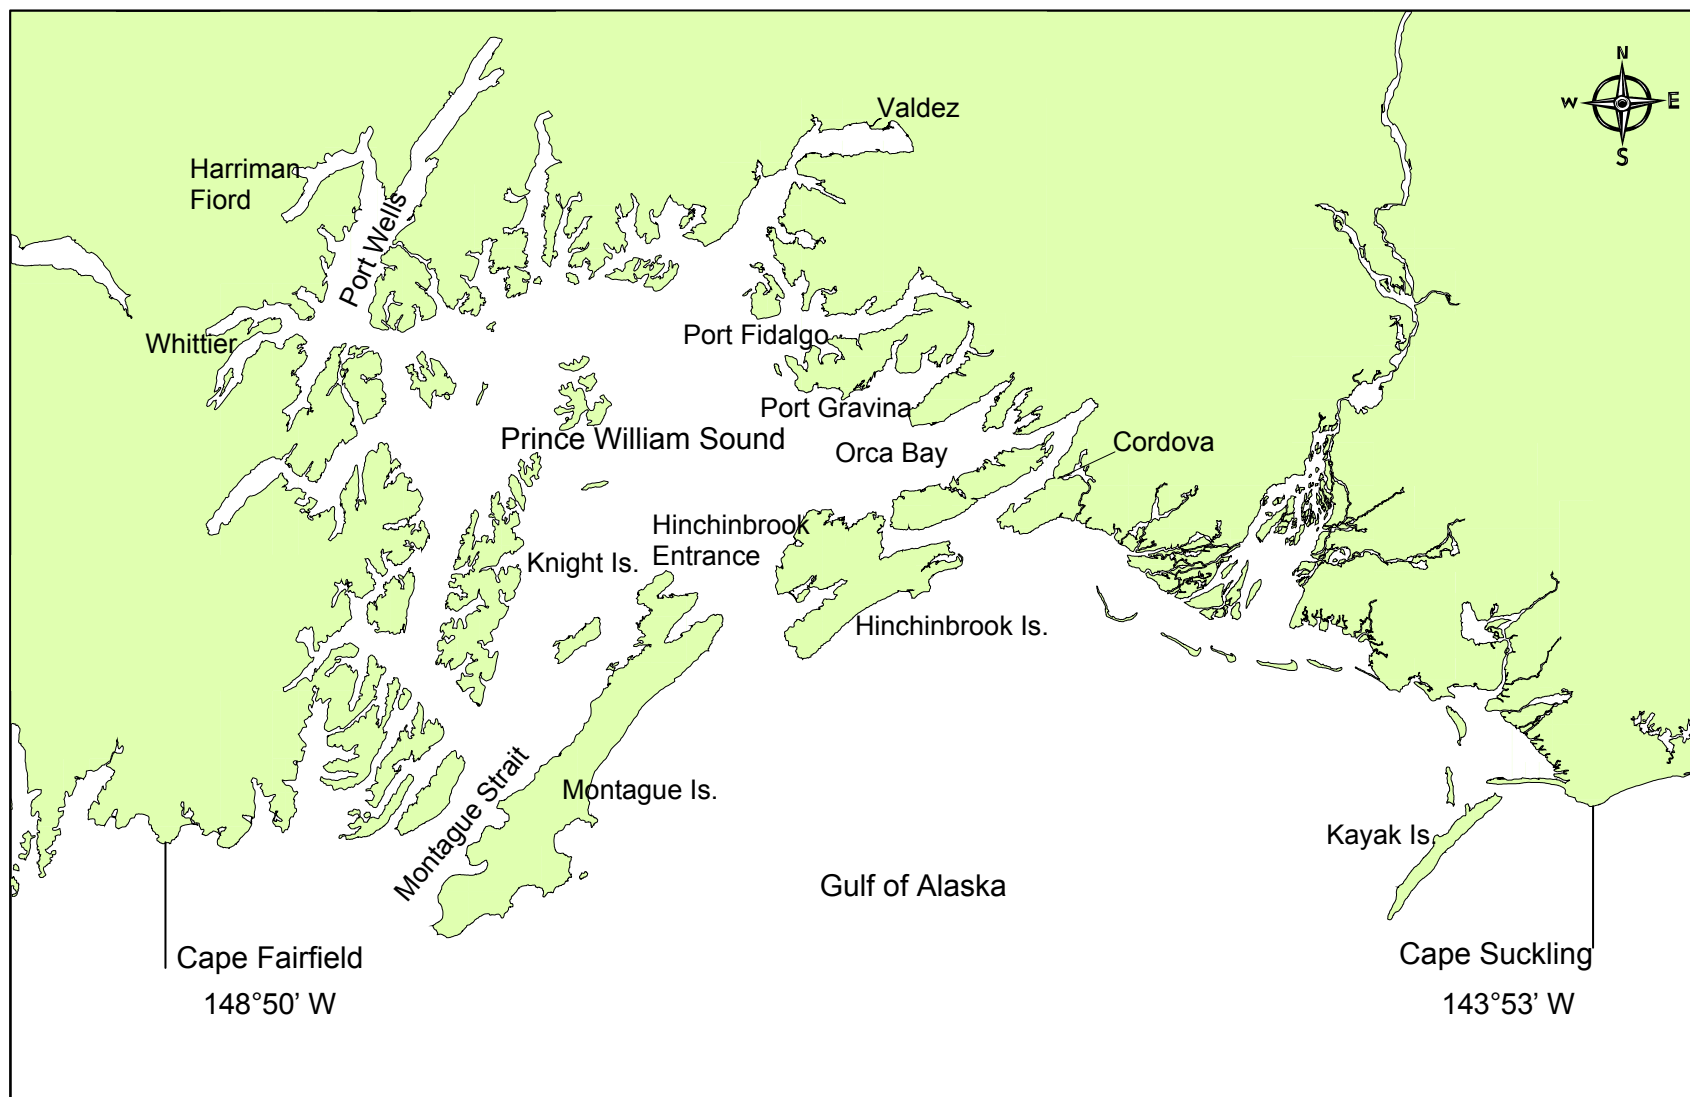 N
W E
S
Valdez
Harriman
Fiord
Port Wells
Whittier
Port Fidalgo
Port Gravina
Prince William Sound
Orca Bay
Cordova
Hinchinbrook
Entrance
Knight Is.
Hinchinbrook Is.
Montague Strait
Montague Is.
Kayak Is.
Gulf of Alaska
Cape Fairfield
148°50’ W
Cape Suckling
143°53’ W